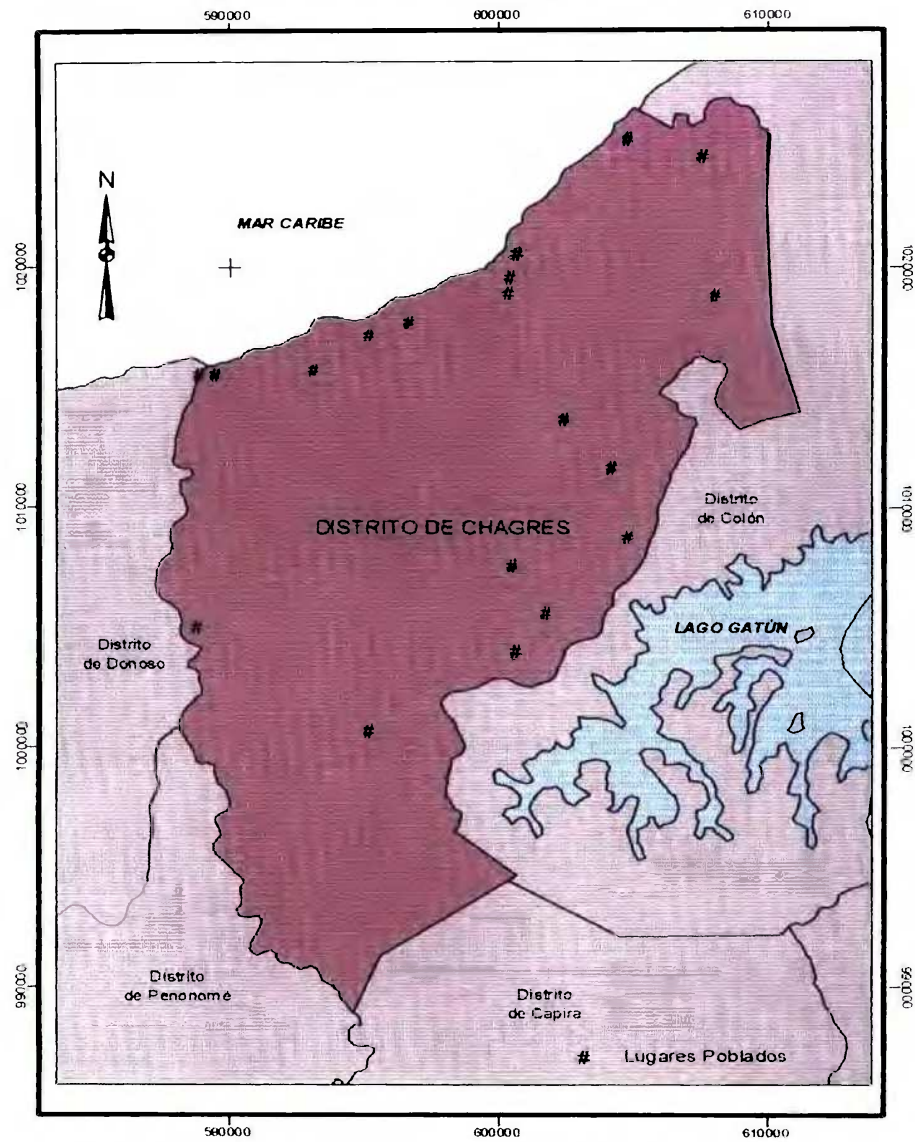 590000 600000 610000
N
MAR CARIBE
1020000 1020000
DISTRITO DE CHAGRES
Distrito
de Colón
1010000 1010000
LAGO GATÚN
Distrito
de Donoso
1000000 1000000
Distrito
de Penonomé
Distrito
de Capira
990000 990000
# Lugares Poblados
590000 600000 610000